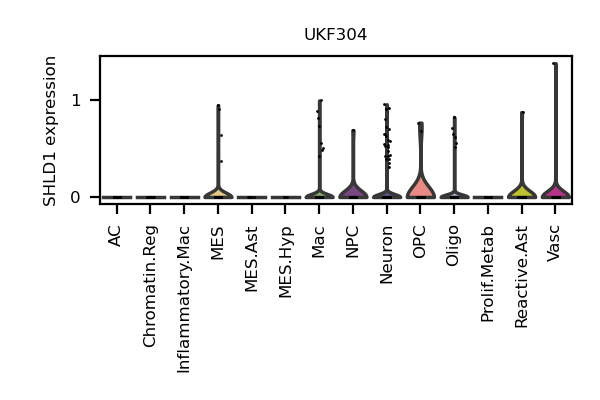 UKF304
SHLD1 expression
1
0
AC
Chromatin.Reg
Inflammatory.Mac
MES
MES.Ast
MES.Hyp
Mac
NPC
Neuron
OPC
Oligo
Prolif.Metab
Reactive.Ast
Vasc